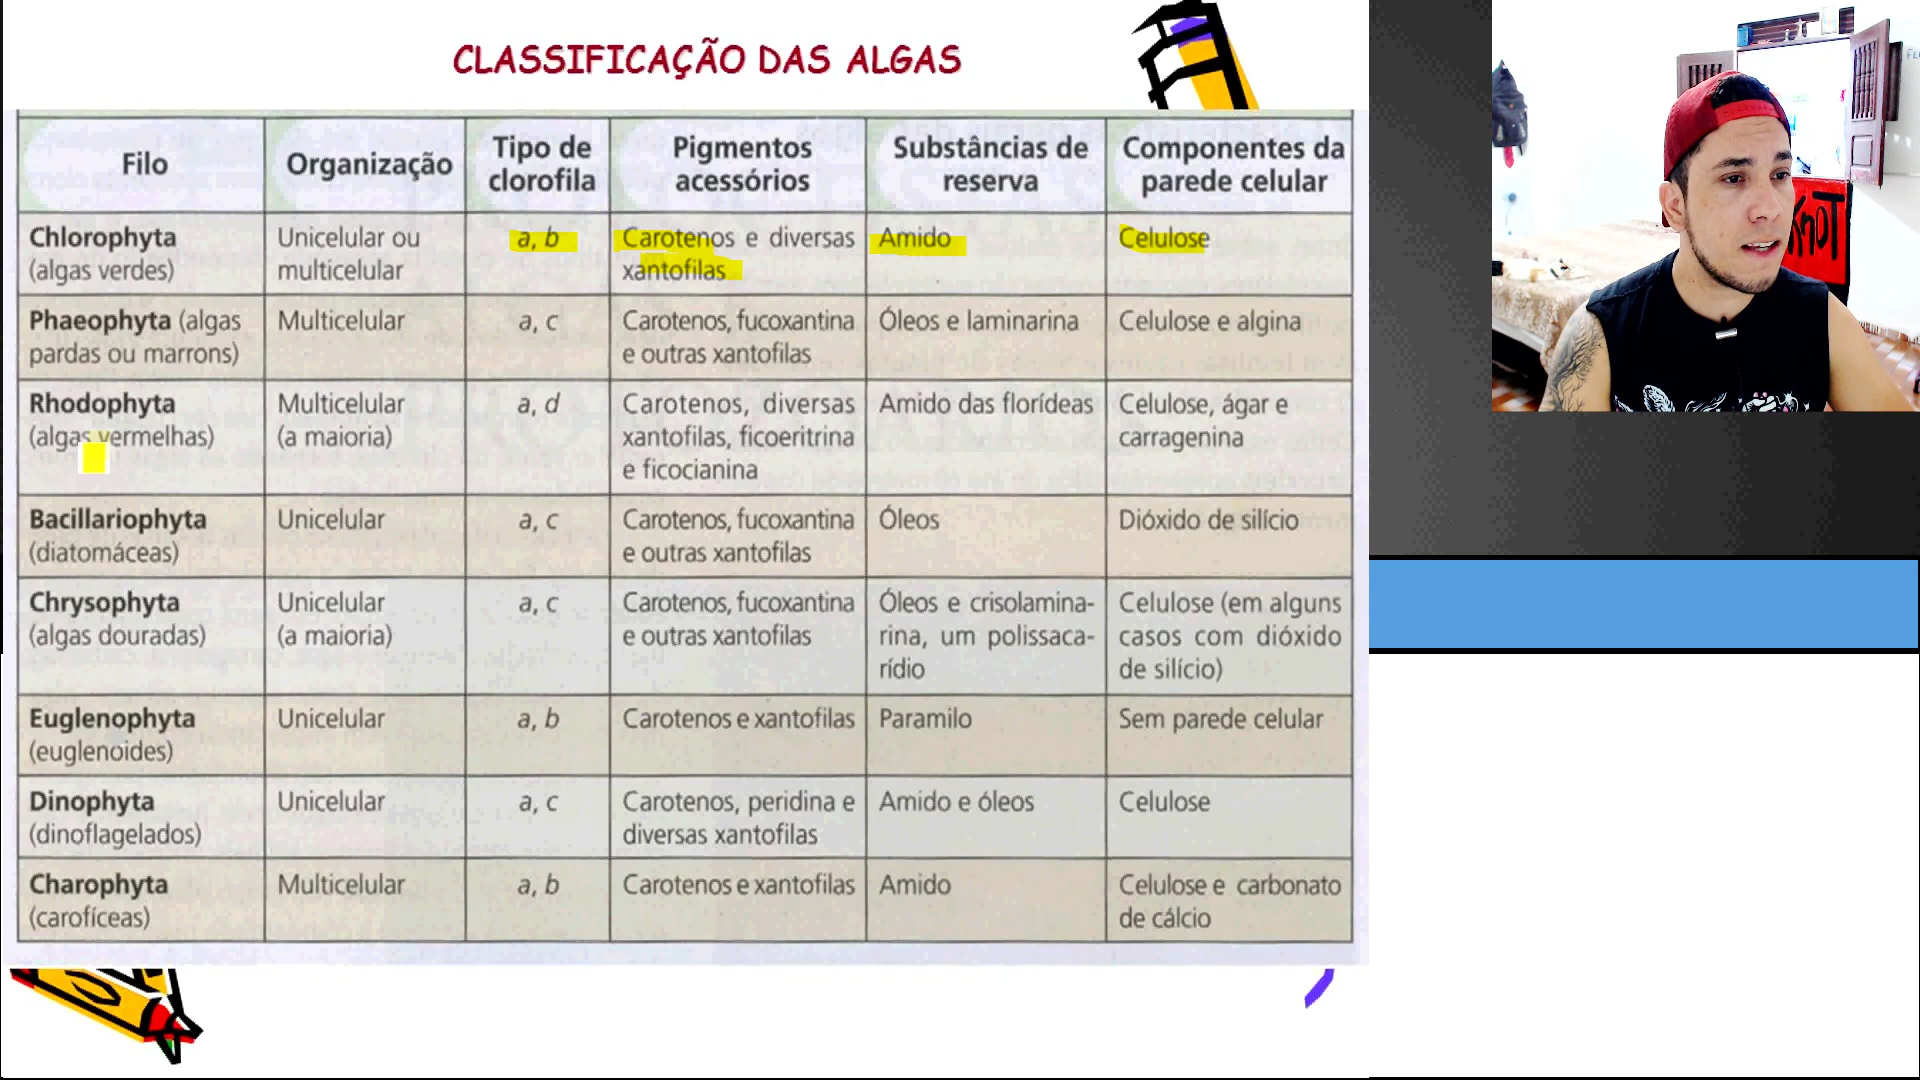 CLASSIFICAÇÃO DAS ALGAS
Filo
Organização
Tipo de
clorofila
Pigmentos
acessórios
Substâncias de
reserva
Componentes da
parede celular
Chlorophyta
(algas verdes)
Unicelular ou
multicelular
a, b
Carotenos e diversas
xantofilas
Amido
Celulose
Phaeophyta (algas
pardas ou marrons)
Multicelular
a, c
Carotenos, fucoxantina
e outras xantofilas
Óleos e laminarina
Celulose e algina
Rhodophyta
(algas vermelhas)
Multicelular
(a maioria)
a, d
Carotenos, diversas
xantofilas, ficoeritrina
e ficocianina
Amido das florídeas
Celulose, ágar e
carragenina
Bacillariophyta
(diatomáceas)
Unicelular
a, c
Carotenos, fucoxantina
e outras xantofilas
Óleos
Dióxido de silício
Chrysophyta
(algas douradas)
Unicelular
(a maioria)
a, c
Carotenos, fucoxantina
e outras xantofilas
Óleos e crisolamina-
rina, um polissaca-
rídio
Celulose (em alguns
casos com dióxido
de silício)
Euglenophyta
(euglenoides)
Unicelular
a, b
Carotenos e xantofilas
Paramilo
Sem parede celular
Dinophyta
(dinoflagelados)
Unicelular
a, c
Carotenos, peridina e
diversas xantofilas
Amido e óleos
Celulose
Charophyta
(carofíceas)
Multicelular
a, b
Carotenos e xantofilas
Amido
Celulose e carbonato
de cálcio